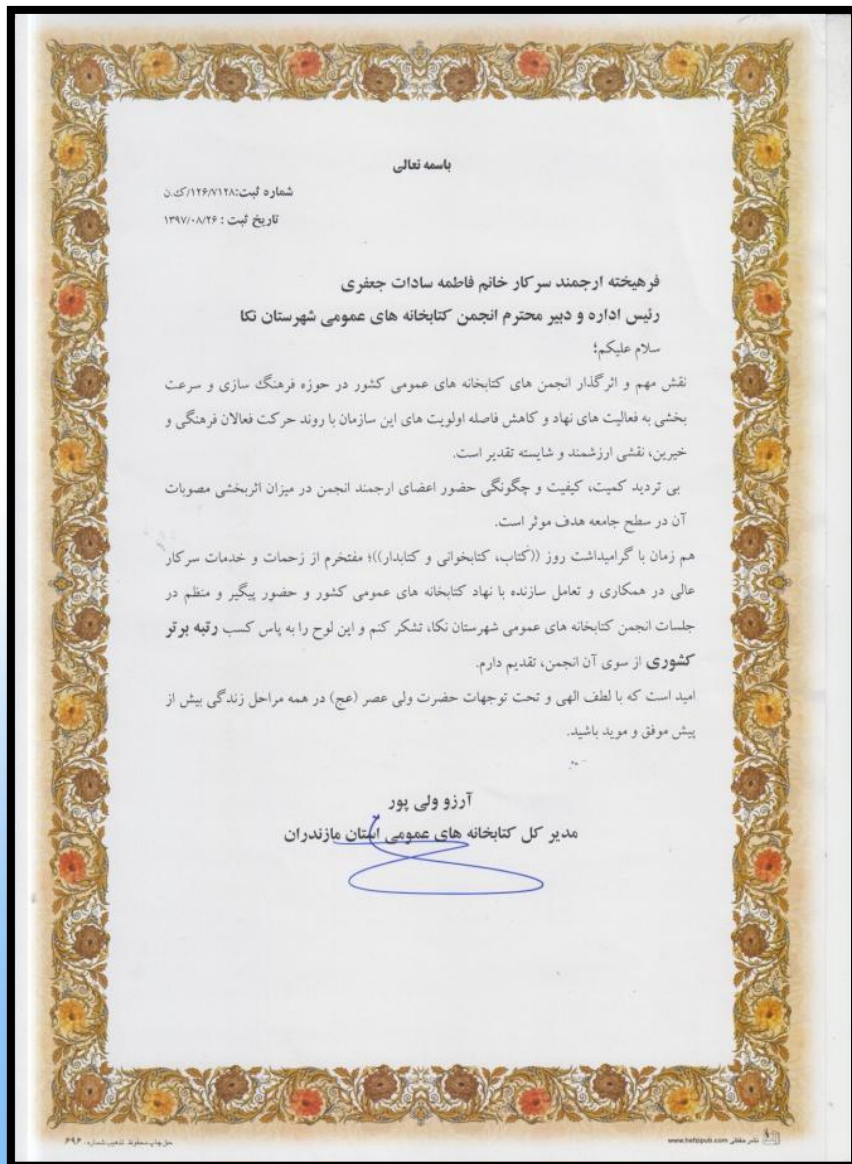 باسمه تعالی
شماره ثبت:۱۲۶/۷۱۲۸/ک.ن
تاریخ ثبت : ۱۳۹۷/۰۸/۲۶
فرهیخته ارجمند سرکار خانم فاطمه سادات جعفری
رئیس اداره و دبیر محترم انجمن کتابخانه های عمومی شهرستان نکا
سلام علیکم؛
نقش مهم و اثرگذار انجمن های کتابخانه های عمومی کشور در حوزه فرهنگ سازی و سرعت
بخشی به فعالیت های نهاد و کاهش فاصله اولویت های این سازمان با روند حرکت فعالان فرهنگی و
خیرین، نقشی ارزشمند و شایسته تقدیر است.
بی تردید کمیت، کیفیت و چگونگی حضور اعضای ارجمند انجمن در میزان اثربخشی مصوبات
آن در سطح جامعه هدف موثر است.
هم زمان با گرامیداشت روز ((کتاب، کتابخوانی و کتابدار))؛ مفتخرم از زحمات و خدمات سرکار
عالی در همکاری و تعامل سازنده با نهاد کتابخانه های عمومی کشور و حضور پیگیر و منظم در
جلسات انجمن کتابخانه های عمومی شهرستان نکا، تشکر کنم و این لوح را به پاس کسب رتبه برتر
کشوری از سوی آن انجمن، تقدیم دارم.
امید است که با لطف الهی و تحت توجهات حضرت ولی عصر (عج) در همه مراحل زندگی بیش از
پیش موفق و موید باشید.
آرزو ولی پور
مدیر کل کتابخانه های عمومی استان مازندران
حق چاپ محفوظ. تذهیب شماره: ۶۹۶
www.hefzipub.com نشر حفظی